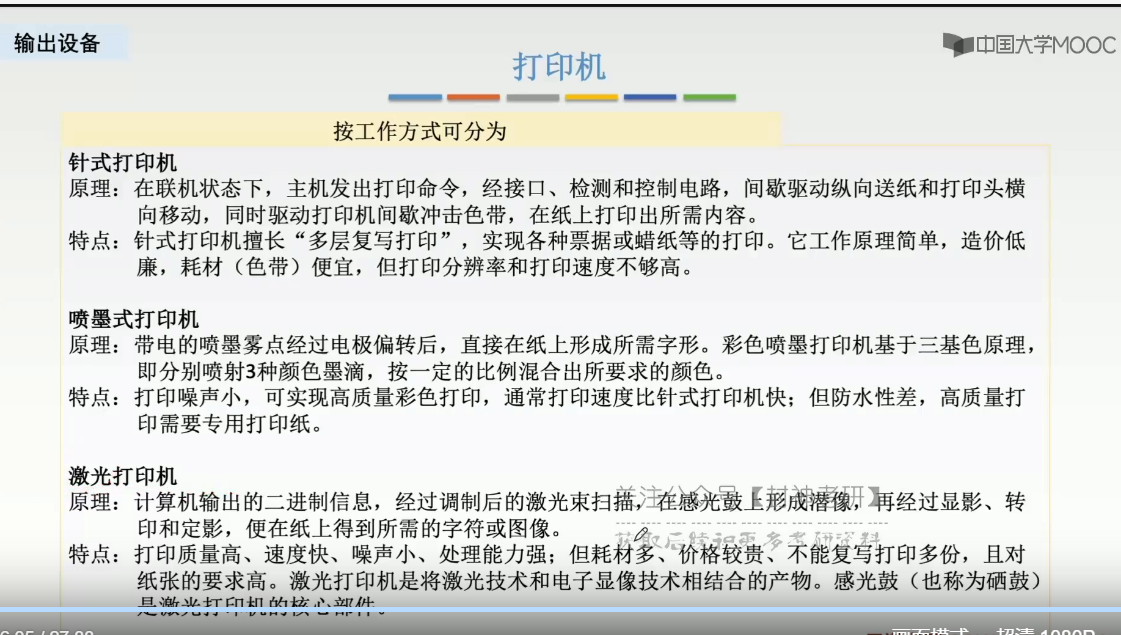 输出设备
中国大学MOOC
打印机
按工作方式可分为
针式打印机
原理：在联机状态下，主机发出打印命令，经接口、检测和控制电路，间歇驱动纵向送纸和打印头横
向移动，同时驱动打印机间歇冲击色带，在纸上打印出所需内容。
特点：针式打印机擅长“多层复写打印”，实现各种票据或蜡纸等的打印。它工作原理简单，造价低
廉，耗材（色带）便宜，但打印分辨率和打印速度不够高。
喷墨式打印机
原理：带电的喷墨雾点经过电极偏转后，直接在纸上形成所需字形。彩色喷墨打印机基于三基色原理，
即分别喷射3种颜色墨滴，按一定的比例混合出所要求的颜色。
特点：打印噪声小，可实现高质量彩色打印，通常打印速度比针式打印机快；但防水性差，高质量打
印需要专用打印纸。
激光打印机
关注公众号【封神考研】
原理：计算机输出的二进制信息，经过调制后的激光束扫描，在感光鼓上形成潜像，再经过显影、转
印和定影，便在纸上得到所需的字符或图像。
获取后续和更多考研资料
特点：打印质量高、速度快、噪声小、处理能力强；但耗材多、价格较贵、不能复写打印多份，且对
纸张的要求高。激光打印机是将激光技术和电子显像技术相结合的产物。感光鼓（也称为硒鼓）
是激光打印机的核心部件。
画面模式 超清 1080P